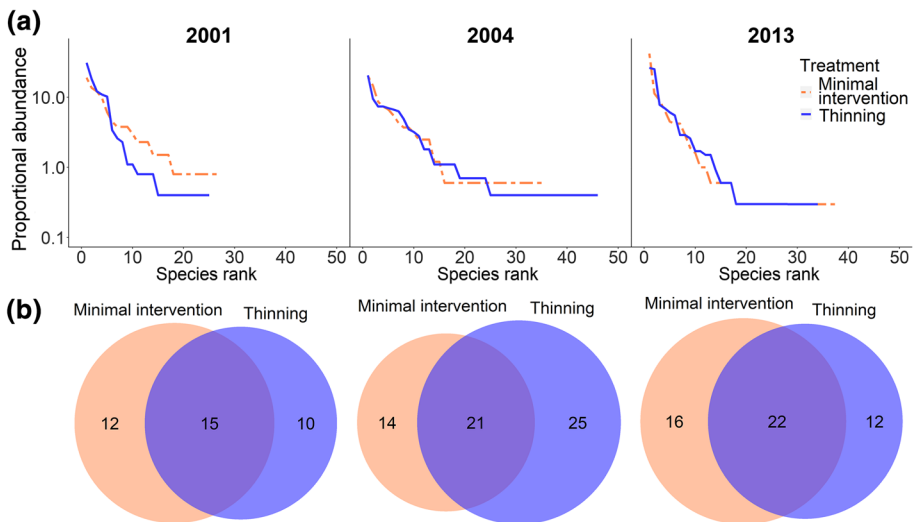 (a)
2001
2004
2013
Proportional abundance
10.0
1.0
0.1
Treatment
Minimal
intervention
Thinning
0 10 20 30 40 50
0 10 20 30 40 50
0 10 20 30 40 50
Species rank
Species rank
Species rank
(b)
Minimal intervention
Thinning
Minimal intervention
Thinning
Minimal intervention
Thinning
12 15 10
14 21 25
16 22 12